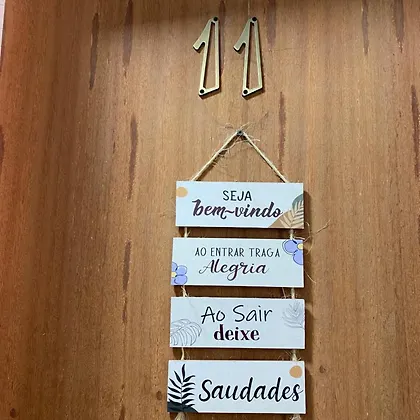 11
SEJA
bem-vindo
AO ENTRAR TRAGA
Alegria
Ao Sair
deixe
Saudades